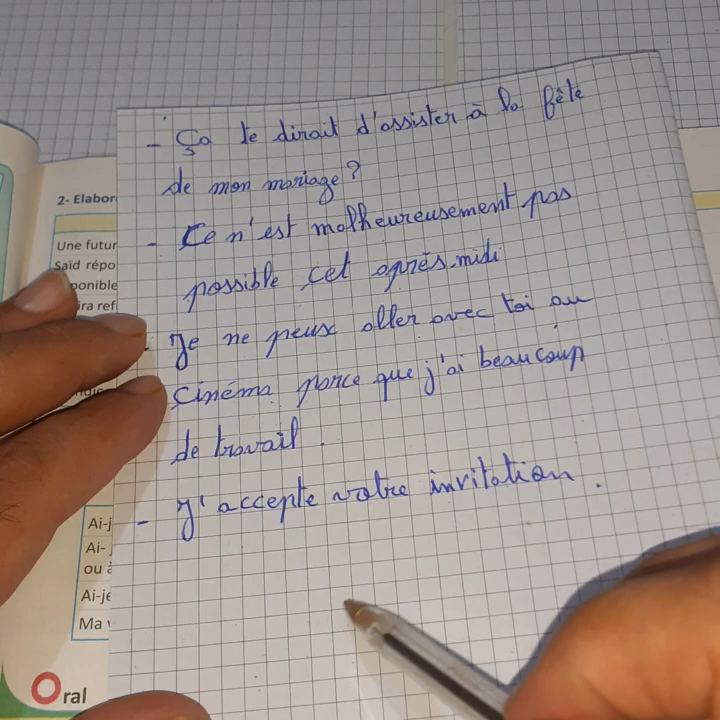 - Ça te dirait d'assister à la fête
de mon mariage?
- Ce n'est malheureusement pas
possible cet après-midi
- Je ne peux aller avec toi au
cinéma parce que j'ai beaucoup
de travail.
- J'accepte votre invitation.
2- Elabor
Une futur
Saïd répo
ponible
ira ref
Ai-j
Ai-
ou à
Ai-je
Ma
Oral